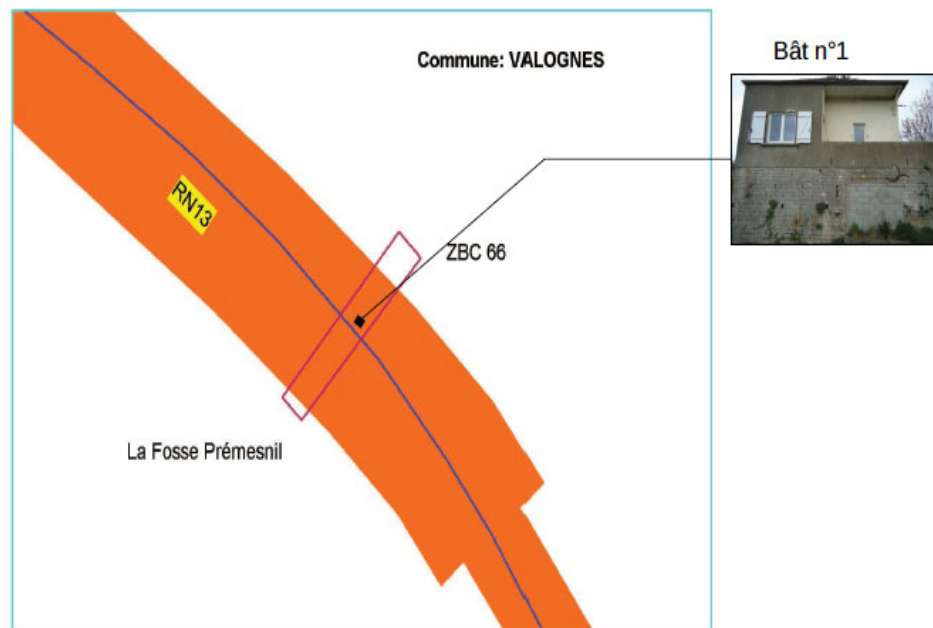 Commune: VALOGNES
Bât n°1
RN13
ZBC 66
La Fosse Prémesnil